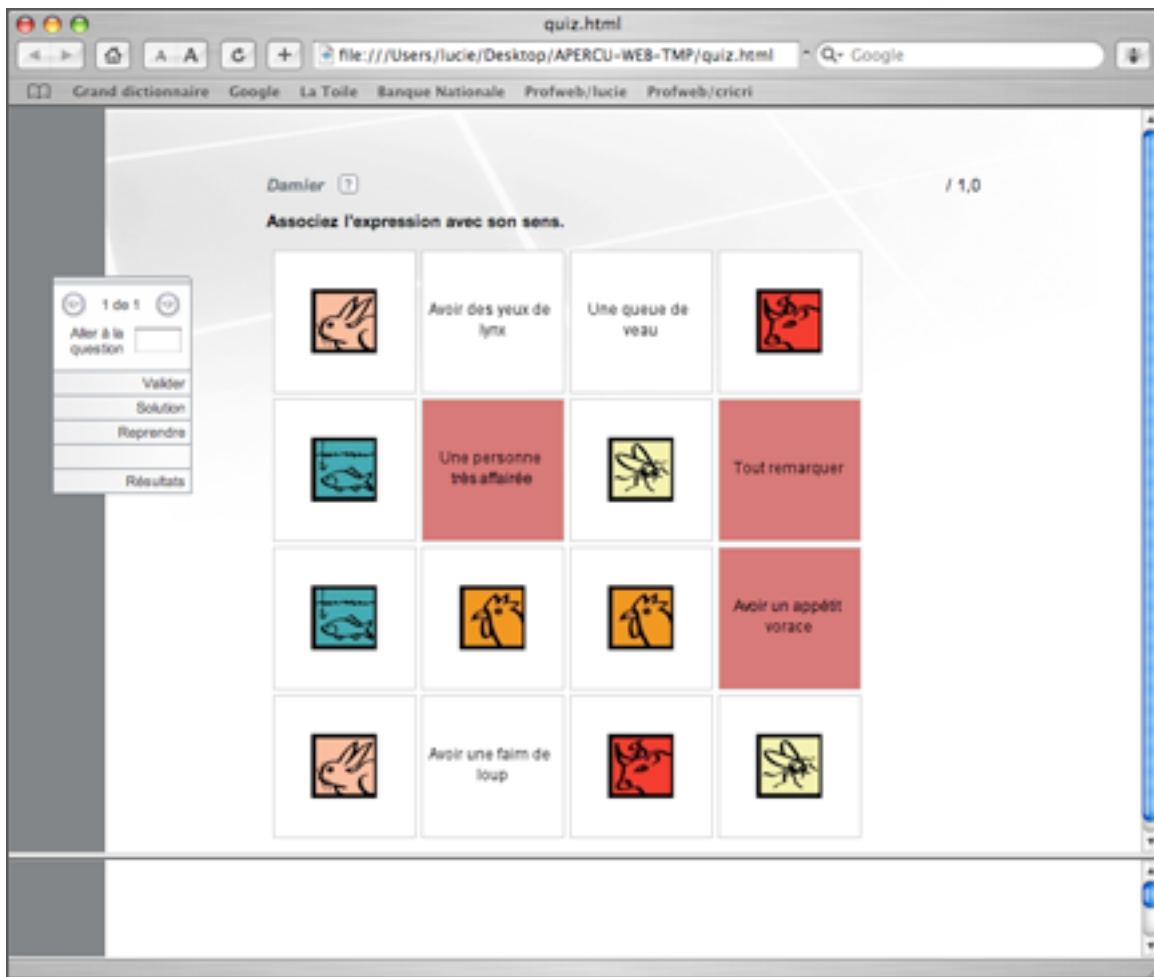 quiz.html
A A
file:///Users/lucie/Desktop/APERCU-WEB-TMP/quiz.html
Google
Grand dictionnaire Google La Toile Banque Nationale Profweb/lucie Profweb/cricri
Damier ? / 1,0
Associez l'expression avec son sens.
1 de 1
Aller à la
question
Valider
Solution
Reprendre
Résultats
Avoir des yeux de
lynx
Une queue de
veau
Une personne
très affairée
Tout remarquer
Avoir un appétit
vorace
Avoir une faim de
loup